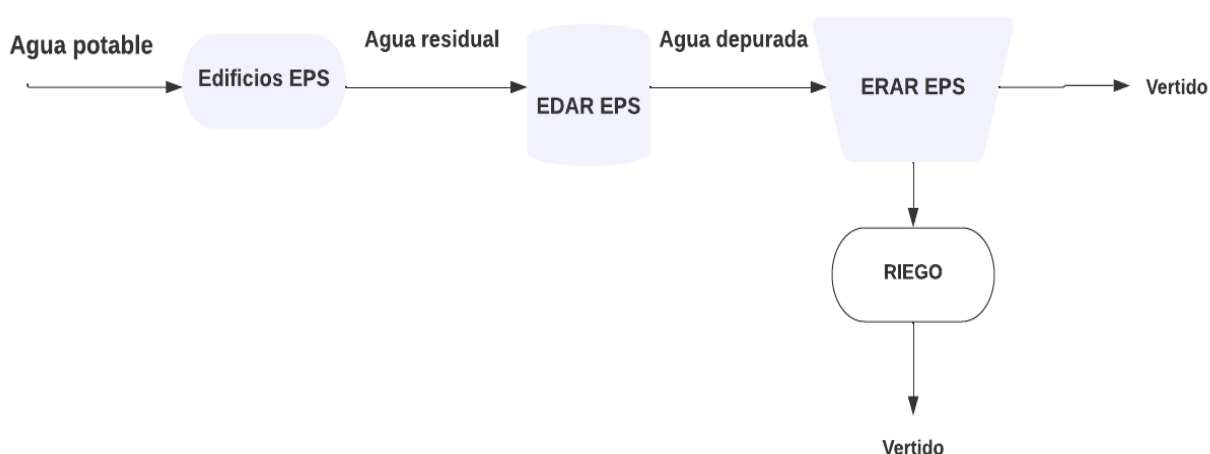 Agua potable
Edificios EPS
Agua residual
EDAR EPS
Agua depurada
ERAR EPS
Vertido
RIEGO
Vertido